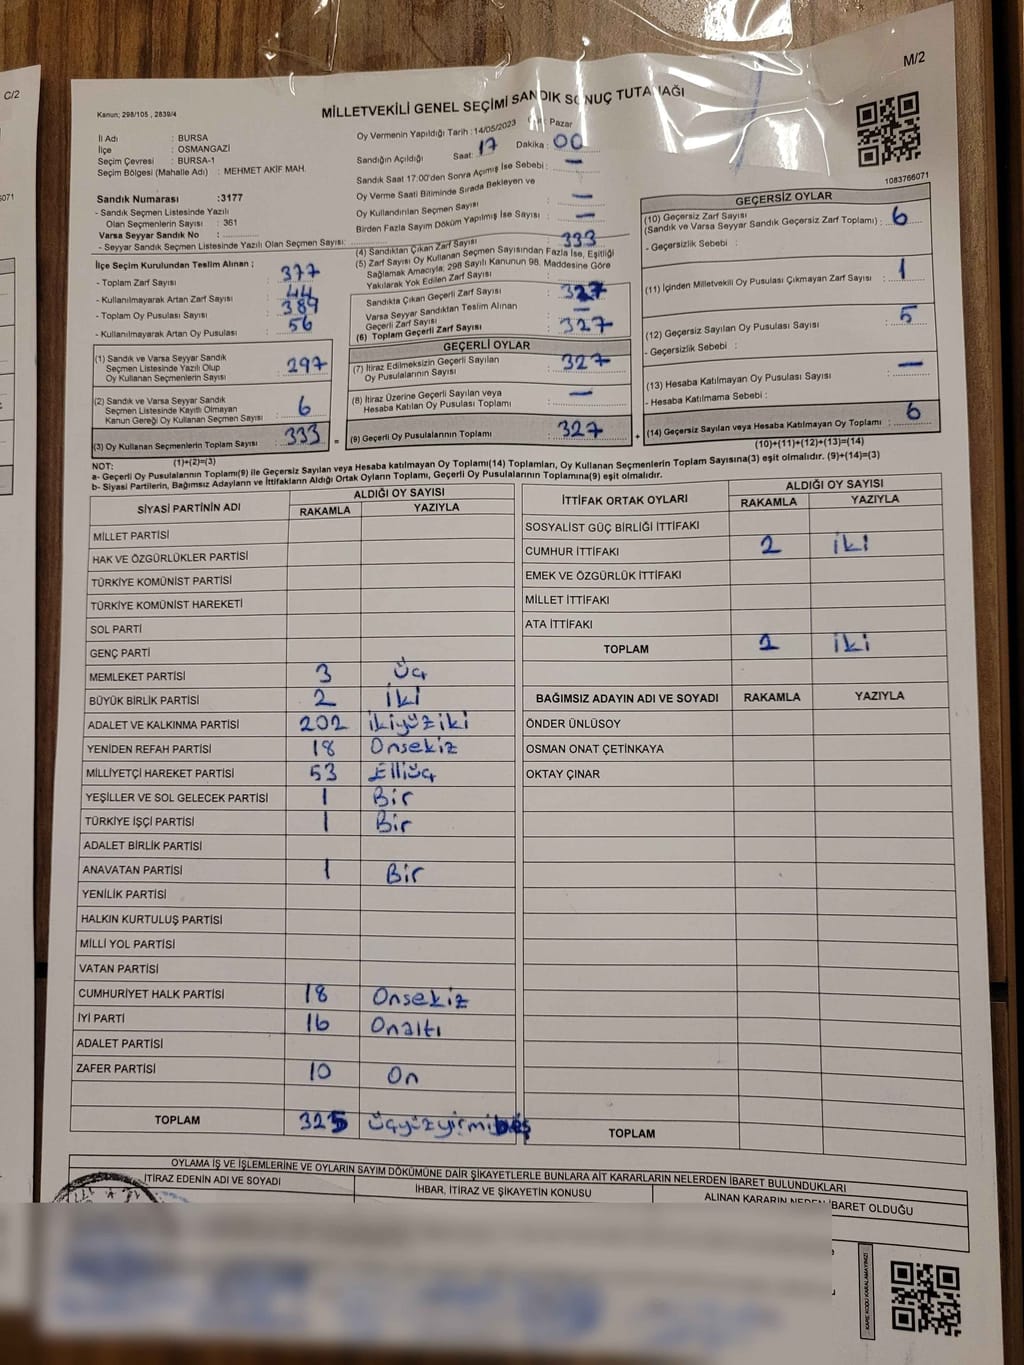 C/2
M/2
Kanun; 298/105 , 2839/4
MİLLETVEKİLİ GENEL SEÇİMİ SANDIK SONUÇ TUTANAĞI
İl Adı : BURSA
İlçe : OSMANGAZİ
Seçim Çevresi : BURSA-1
Seçim Bölgesi (Mahalle Adı) : MEHMET AKİF MAH.
Sandık Numarası :3177
- Sandık Seçmen Listesinde Yazılı
Olan Seçmenlerin Sayısı : 361
Varsa Seyyar Sandık No :
- Seyyar Sandık Seçmen Listesinde Yazılı Olan Seçmen Sayısı:
Oy Vermenin Yapıldığı Tarih :14/05/2023 Pazar
Sandığın Açıldığı Saat: 17 Dakika : 00
Sandık Saat 17:00'den Sonra Açımış İse Sebebi : —
Oy Verme Saati Bitiminde Sırada Bekleyen ve
Oy Kullandırılan Seçmen Sayısı —
Birden Fazla Sayım Döküm Yapılmış İse Sayısı : —
1083766071
İlçe Seçim Kurulundan Teslim Alınan ;
- Toplam Zarf Sayısı : 377
- Kullanılmayarak Artan Zarf Sayısı : 44
- Toplam Oy Pusulası Sayısı : 389
- Kullanılmayarak Artan Oy Pusulası : 56
(1) Sandık ve Varsa Seyyar Sandık
Seçmen Listesinde Yazılı Olup
Oy Kullanan Seçmenlerin Sayısı : 297
(2) Sandık ve Varsa Seyyar Sandık
Seçmen Listesinde Kayıtlı Olmayan
Kanun Gereği Oy Kullanan Seçmen Sayısı : 6
(3) Oy Kullanan Seçmenlerin Toplam Sayısı : 333
(1)+(2)=(3)
(4) Sandıktan Çıkan Zarf Sayısı : 333
(5) Zarf Sayısı Oy Kullanan Seçmen Sayısından Fazla İse, Eşitliği
Sağlamak Amacıyla; 298 Sayılı Kanunun 98. Maddesine Göre
Yakılarak Yok Edilen Zarf Sayısı :
Sandıkta Çıkan Geçerli Zarf Sayısı : 327
Varsa Seyyar Sandıktan Teslim Alınan
Geçerli Zarf Sayısı : —
(6) Toplam Geçerli Zarf Sayısı : 327
GEÇERLİ OYLAR
(7) İtiraz Edilmeksizin Geçerli Sayılan
Oy Pusulalarının Sayısı : 327
(8) İtiraz Üzerine Geçerli Sayılan veya
Hesaba Katılan Oy Pusulası Toplamı : —
= (9) Geçerli Oy Pusulalarının Toplamı : 327
GEÇERSİZ OYLAR
(10) Geçersiz Zarf Sayısı
(Sandık ve Varsa Seyyar Sandık Geçersiz Zarf Toplamı) : 6
- Geçersizlik Sebebi :
(11) İçinden Milletvekili Oy Pusulası Çıkmayan Zarf Sayısı : 1
(12) Geçersiz Sayılan Oy Pusulası Sayısı : 5
- Geçersizlik Sebebi :
(13) Hesaba Katılmayan Oy Pusulası Sayısı : —
- Hesaba Katılmama Sebebi :
+ (14) Geçersiz Sayılan veya Hesaba Katılmayan Oy Toplamı : 6
(10)+(11)+(12)+(13)=(14)
NOT:
a- Geçerli Oy Pusulalarının Toplamı(9) ile Geçersiz Sayılan veya Hesaba katılmayan Oy Toplamı(14) Toplamları, Oy Kullanan Seçmenlerin Toplam Sayısına(3) eşit olmalıdır. (9)+(14)=(3)
b- Siyasi Partilerin, Bağımsız Adayların ve İttifakların Aldığı Ortak Oyların Toplamı, Geçerli Oy Pusulalarının Toplamına(9) eşit olmalıdır.
SİYASİ PARTİNİN ADI ALDIĞI OY SAYISI
RAKAMLA YAZIYLA
MİLLET PARTİSİ
HAK VE ÖZGÜRLÜKLER PARTİSİ
TÜRKİYE KOMÜNİST PARTİSİ
TÜRKİYE KOMÜNİST HAREKETİ
SOL PARTİ
GENÇ PARTİ
MEMLEKET PARTİSİ 3 Üç
BÜYÜK BİRLİK PARTİSİ 2 İki
ADALET VE KALKINMA PARTİSİ 202 ikiyüziki
YENİDEN REFAH PARTİSİ 18 Onsekiz
MİLLİYETÇİ HAREKET PARTİSİ 53 Elliüç
YEŞİLLER VE SOL GELECEK PARTİSİ 1 Bir
TÜRKİYE İŞÇİ PARTİSİ 1 Bir
ADALET BİRLİK PARTİSİ
ANAVATAN PARTİSİ 1 Bir
YENİLİK PARTİSİ
HALKIN KURTULUŞ PARTİSİ
MİLLİ YOL PARTİSİ
VATAN PARTİSİ
CUMHURİYET HALK PARTİSİ 18 Onsekiz
İYİ PARTİ 16 Onaltı
ADALET PARTİSİ
ZAFER PARTİSİ 10 On
TOPLAM 325 üçyüzyirmibeş
İTTİFAK ORTAK OYLARI ALDIĞI OY SAYISI
RAKAMLA YAZIYLA
SOSYALİST GÜÇ BİRLİĞİ İTTİFAKI
CUMHUR İTTİFAKI 2 iki
EMEK VE ÖZGÜRLÜK İTTİFAKI
MİLLET İTTİFAKI
ATA İTTİFAKI
TOPLAM 2 iki
BAĞIMSIZ ADAYIN ADI VE SOYADI RAKAMLA YAZIYLA
ÖNDER ÜNLÜSOY
OSMAN ONAT ÇETİNKAYA
OKTAY ÇINAR
TOPLAM
OYLAMA İŞ VE İŞLEMLERİNE VE OYLARIN SAYIM DÖKÜMÜNE DAİR ŞİKAYETLERLE BUNLARA AİT KARARLARIN NELERDEN İBARET BULUNDUKLARI
İTİRAZ EDENİN ADI VE SOYADI İHBAR, İTİRAZ VE ŞİKAYETİN KONUSU ALINAN KARARIN NEDEN İBARET OLDUĞU